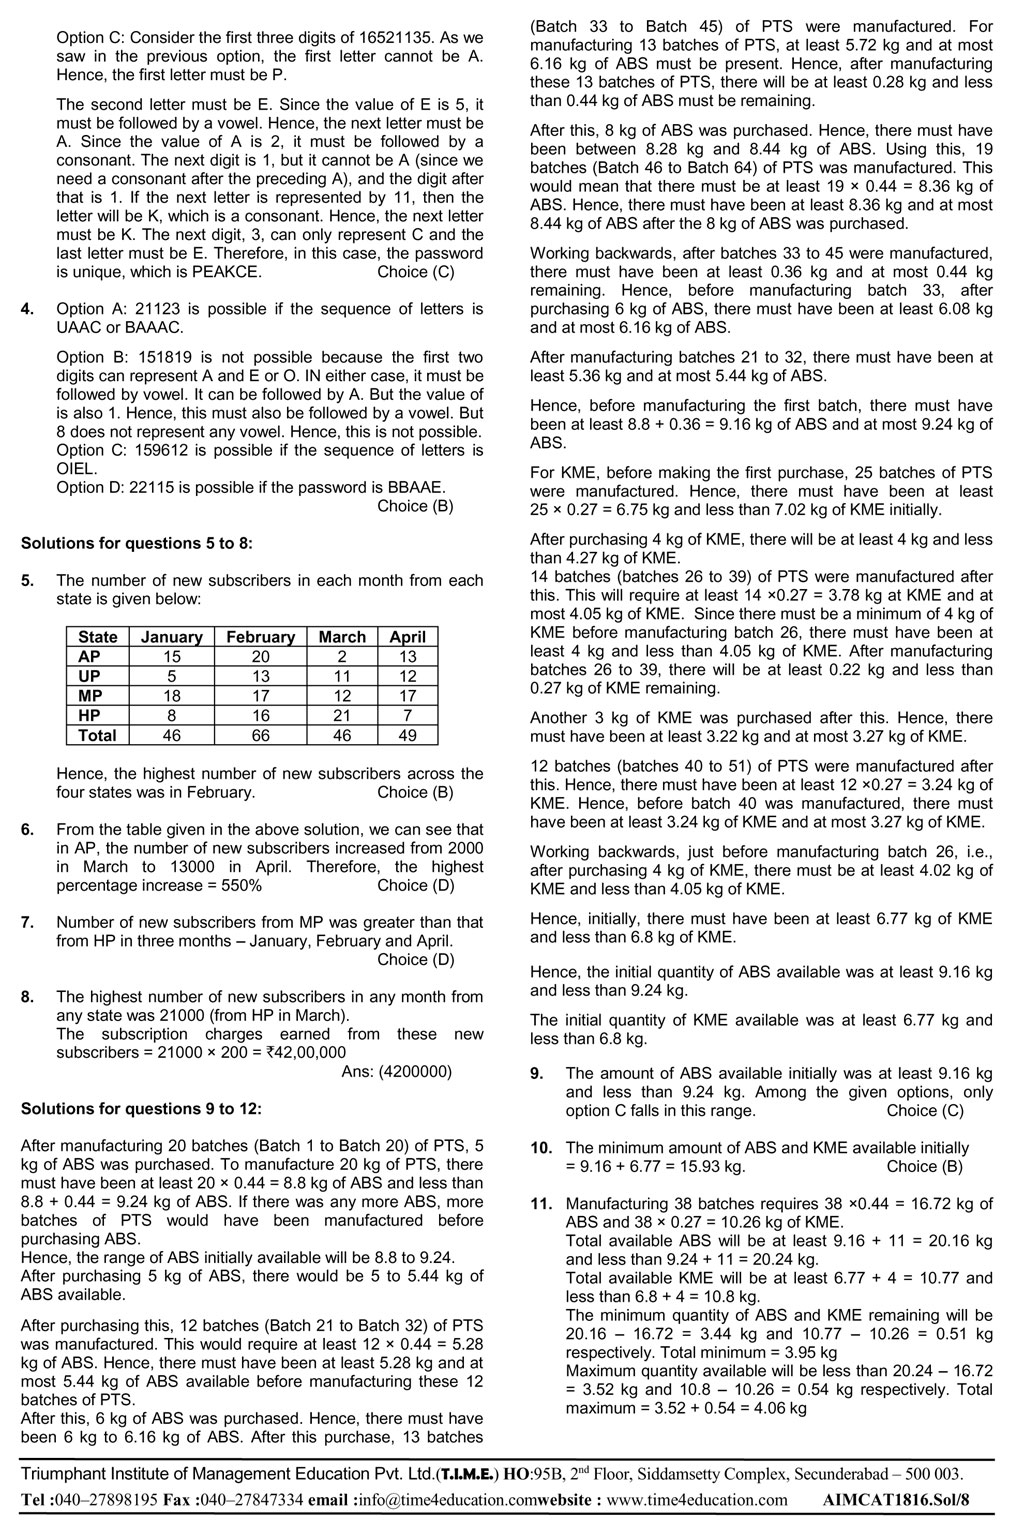 Option C: Consider the first three digits of 16521135. As we
saw in the previous option, the first letter cannot be A.
Hence, the first letter must be P.
The second letter must be E. Since the value of E is 5, it
must be followed by a vowel. Hence, the next letter must be
A. Since the value of A is 2, it must be followed by a
consonant. The next digit is 1, but it cannot be A (since we
need a consonant after the preceding A), and the digit after
that is 1. If the next letter is represented by 11, then the
letter will be K, which is a consonant. Hence, the next letter
must be K. The next digit, 3, can only represent C and the
last letter must be E. Therefore, in this case, the password
is unique, which is PEAKCE. Choice (C)
4. Option A: 21123 is possible if the sequence of letters is
UAAC or BAAAC.
Option B: 151819 is not possible because the first two
digits can represent A and E or O. IN either case, it must be
followed by vowel. It can be followed by A. But the value of
is also 1. Hence, this must also be followed by a vowel. But
8 does not represent any vowel. Hence, this is not possible.
Option C: 159612 is possible if the sequence of letters is
OIEL.
Option D: 22115 is possible if the password is BBAAE.
Choice (B)
Solutions for questions 5 to 8:
5. The number of new subscribers in each month from each
state is given below:
State January February March April
AP 15 20 2 13
UP 5 13 11 12
MP 18 17 12 17
HP 8 16 21 7
Total 46 66 46 49
Hence, the highest number of new subscribers across the
four states was in February. Choice (B)
6. From the table given in the above solution, we can see that
in AP, the number of new subscribers increased from 2000
in March to 13000 in April. Therefore, the highest
percentage increase = 550% Choice (D)
7. Number of new subscribers from MP was greater than that
from HP in three months – January, February and April.
Choice (D)
8. The highest number of new subscribers in any month from
any state was 21000 (from HP in March).
The subscription charges earned from these new
subscribers = 21000 × 200 = ₹42,00,000
Ans: (4200000)
Solutions for questions 9 to 12:
After manufacturing 20 batches (Batch 1 to Batch 20) of PTS, 5
kg of ABS was purchased. To manufacture 20 kg of PTS, there
must have been at least 20 × 0.44 = 8.8 kg of ABS and less than
8.8 + 0.44 = 9.24 kg of ABS. If there was any more ABS, more
batches of PTS would have been manufactured before
purchasing ABS.
Hence, the range of ABS initially available will be 8.8 to 9.24.
After purchasing 5 kg of ABS, there would be 5 to 5.44 kg of
ABS available.
After purchasing this, 12 batches (Batch 21 to Batch 32) of PTS
was manufactured. This would require at least 12 × 0.44 = 5.28
kg of ABS. Hence, there must have been at least 5.28 kg and at
most 5.44 kg of ABS available before manufacturing these 12
batches of PTS.
After this, 6 kg of ABS was purchased. Hence, there must have
been 6 kg to 6.16 kg of ABS. After this purchase, 13 batches
(Batch 33 to Batch 45) of PTS were manufactured. For
manufacturing 13 batches of PTS, at least 5.72 kg and at most
6.16 kg of ABS must be present. Hence, after manufacturing
these 13 batches of PTS, there will be at least 0.28 kg and less
than 0.44 kg of ABS must be remaining.
After this, 8 kg of ABS was purchased. Hence, there must have
been between 8.28 kg and 8.44 kg of ABS. Using this, 19
batches (Batch 46 to Batch 64) of PTS was manufactured. This
would mean that there must be at least 19 × 0.44 = 8.36 kg of
ABS. Hence, there must have been at least 8.36 kg and at most
8.44 kg of ABS after the 8 kg of ABS was purchased.
Working backwards, after batches 33 to 45 were manufactured,
there must have been at least 0.36 kg and at most 0.44 kg
remaining. Hence, before manufacturing batch 33, after
purchasing 6 kg of ABS, there must have been at least 6.08 kg
and at most 6.16 kg of ABS.
After manufacturing batches 21 to 32, there must have been at
least 5.36 kg and at most 5.44 kg of ABS.
Hence, before manufacturing the first batch, there must have
been at least 8.8 + 0.36 = 9.16 kg of ABS and at most 9.24 kg of
ABS.
For KME, before making the first purchase, 25 batches of PTS
were manufactured. Hence, there must have been at least
25 × 0.27 = 6.75 kg and less than 7.02 kg of KME initially.
After purchasing 4 kg of KME, there will be at least 4 kg and less
than 4.27 kg of KME.
14 batches (batches 26 to 39) of PTS were manufactured after
this. This will require at least 14 ×0.27 = 3.78 kg at KME and at
most 4.05 kg of KME. Since there must be a minimum of 4 kg of
KME before manufacturing batch 26, there must have been at
least 4 kg and less than 4.05 kg of KME. After manufacturing
batches 26 to 39, there will be at least 0.22 kg and less than
0.27 kg of KME remaining.
Another 3 kg of KME was purchased after this. Hence, there
must have been at least 3.22 kg and at most 3.27 kg of KME.
12 batches (batches 40 to 51) of PTS were manufactured after
this. Hence, there must have been at least 12 ×0.27 = 3.24 kg of
KME. Hence, before batch 40 was manufactured, there must
have been at least 3.24 kg of KME and at most 3.27 kg of KME.
Working backwards, just before manufacturing batch 26, i.e.,
after purchasing 4 kg of KME, there must be at least 4.02 kg of
KME and less than 4.05 kg of KME.
Hence, initially, there must have been at least 6.77 kg of KME
and less than 6.8 kg of KME.
Hence, the initial quantity of ABS available was at least 9.16 kg
and less than 9.24 kg.
The initial quantity of KME available was at least 6.77 kg and
less than 6.8 kg.
9. The amount of ABS available initially was at least 9.16 kg
and less than 9.24 kg. Among the given options, only
option C falls in this range. Choice (C)
10. The minimum amount of ABS and KME available initially
= 9.16 + 6.77 = 15.93 kg. Choice (B)
11. Manufacturing 38 batches requires 38 ×0.44 = 16.72 kg of
ABS and 38 × 0.27 = 10.26 kg of KME.
Total available ABS will be at least 9.16 + 11 = 20.16 kg
and less than 9.24 + 11 = 20.24 kg.
Total available KME will be at least 6.77 + 4 = 10.77 and
less than 6.8 + 4 = 10.8 kg.
The minimum quantity of ABS and KME remaining will be
20.16 – 16.72 = 3.44 kg and 10.77 – 10.26 = 0.51 kg
respectively. Total minimum = 3.95 kg
Maximum quantity available will be less than 20.24 – 16.72
= 3.52 kg and 10.8 – 10.26 = 0.54 kg respectively. Total
maximum = 3.52 + 0.54 = 4.06 kg
Triumphant Institute of Management Education Pvt. Ltd.(T.I.M.E.) HO:95B, 2nd Floor, Siddamsetty Complex, Secunderabad – 500 003.
Tel :040–27898195 Fax :040–27847334 email :info@time4education.comwebsite : www.time4education.com AIMCAT1816.Sol/8